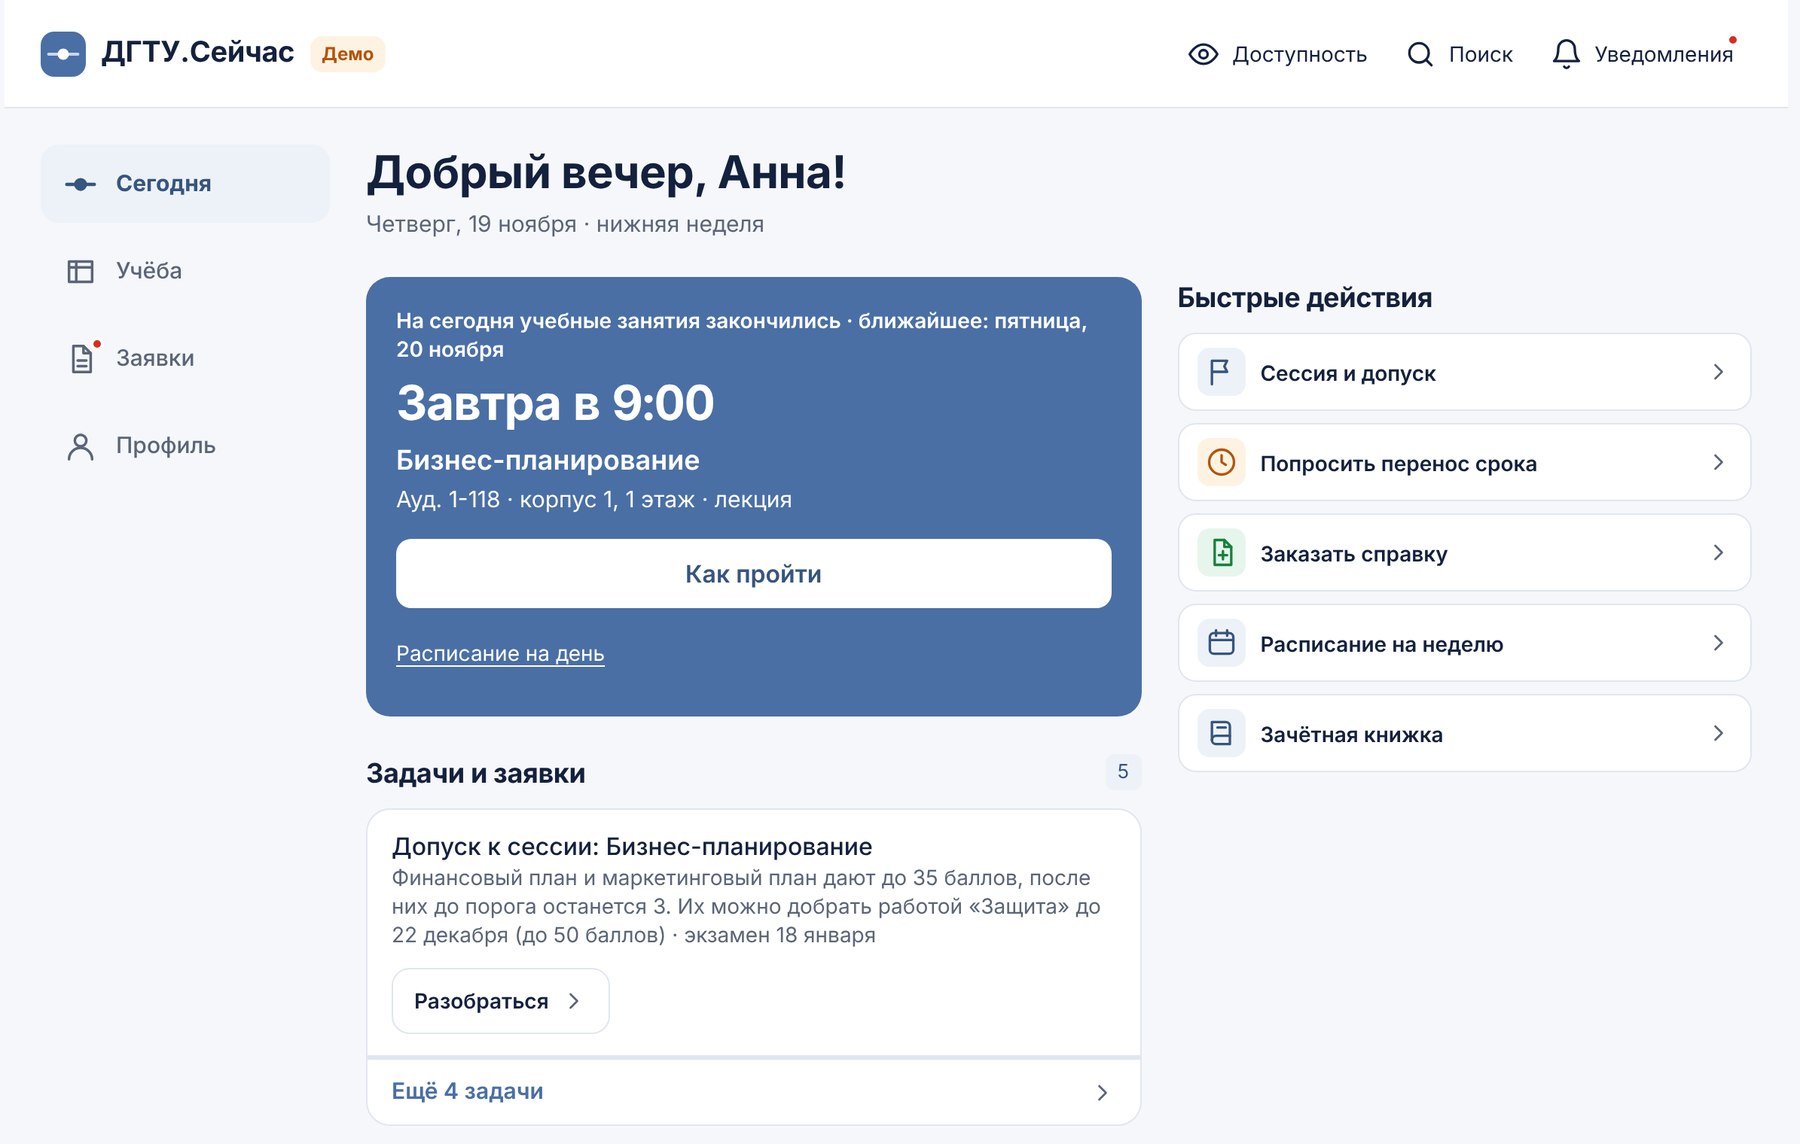 ДГТУ.Сейчас
Демо
Доступность
Поиск
Уведомления
Сегодня
Учёба
Заявки
Профиль
Добрый вечер, Анна!
Четверг, 19 ноября · нижняя неделя
На сегодня учебные занятия закончились · ближайшее: пятница,
20 ноября
Завтра в 9:00
Бизнес-планирование
Ауд. 1-118 · корпус 1, 1 этаж · лекция
Как пройти
Расписание на день
Задачи и заявки
5
Допуск к сессии: Бизнес-планирование
Финансовый план и маркетинговый план дают до 35 баллов, после
них до порога останется 3. Их можно добрать работой «Защита» до
22 декабря (до 50 баллов) · экзамен 18 января
Разобраться
Ещё 4 задачи
Быстрые действия
Сессия и допуск
Попросить перенос срока
Заказать справку
Расписание на неделю
Зачётная книжка